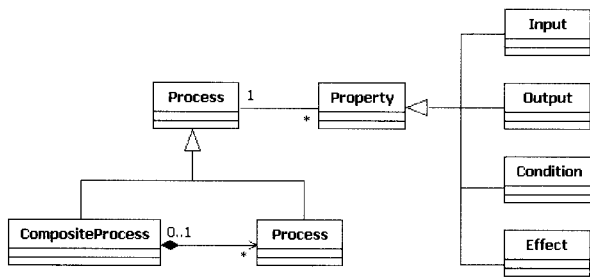 Input
Process
1
*
Property
Output
Condition
CompositeProcess
0..1
*
Process
Effect